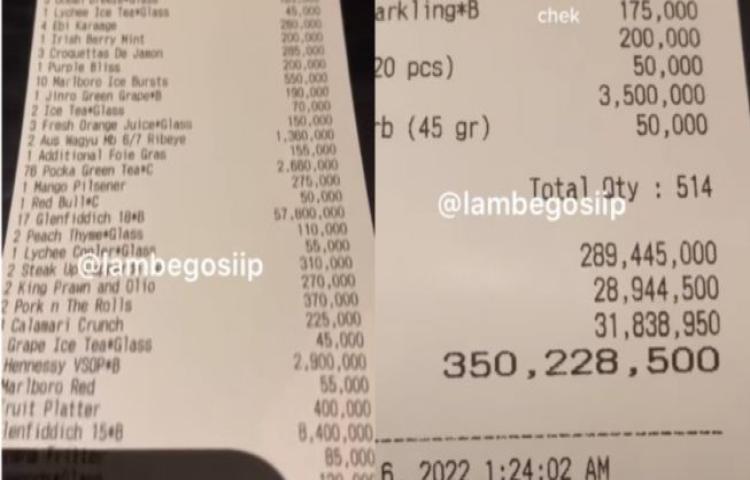 1 Lychee Ice Tea*Glass 45,000
4 Ebi Karaage 280,000
1 Irish Berry Mint 200,000
3 Croquettas De Jamon 285,000
1 Purple Bliss 200,000
10 Marlboro Ice Bursts 550,000
1 Jinro Green Grape*B 190,000
2 Ice Tea*Glass 70,000
3 Fresh Orange Juice*Glass 150,000
2 Aus Wagyu Mb 6/7 Ribeye 1,360,000
1 Additional Foie Gras 155,000
76 Pocka Green Tea*C 2,660,000
1 Mango Pilsener 275,000
1 Red Bull*C 50,000
17 Glenfiddich 18*B 57,800,000
2 Peach Thyme*Glass 110,000
1 Lychee Cooler*Glass 55,000
2 Steak 310,000
@lambegosiip
2 King Prawn and Olio 270,000
2 Pork n The Rolls 370,000
Calamari Crunch 225,000
Grape Ice Tea*Glass 45,000
Hennessy VSOP*B 2,900,000
Marlboro Red 55,000
ruit Platter 400,000
lenfiddich 15*B 8,400,000
85,000
arkling*B 175,000
chek
200,000
20 pcs) 50,000
3,500,000
rb (45 gr) 50,000
Total Qty : 514
@lambegosiip
289,445,000
28,944,500
31,838,950
350,228,500
6 2022 1:24:02 AM